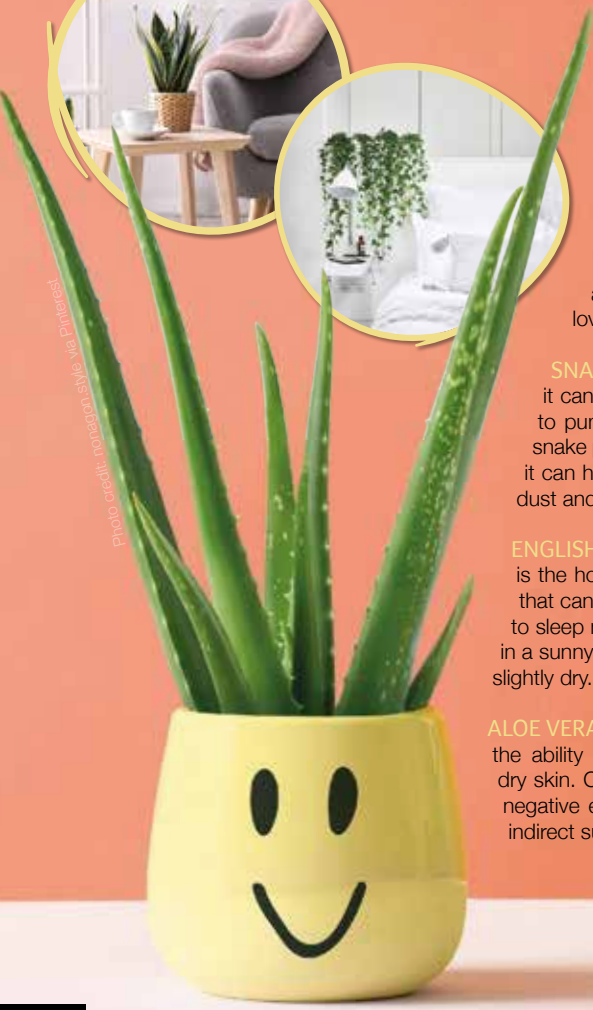 Photo credit: nonagon.style via Pinterest
a
lov
SNA
it can
to pur
snake
it can h
dust and
ENGLISH
is the ho
that can
to sleep r
in a sunny
slightly dry.
ALOE VERA
the ability
dry skin. C
negative e
indirect su